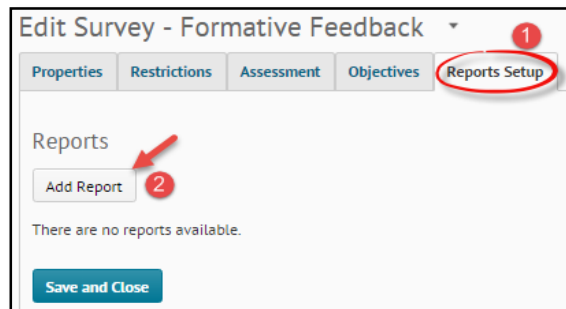 Edit Survey - Formative Feedback
1
Properties Restrictions Assessment Objectives Reports Setup
Reports
Add Report
2
There are no reports available.
Save and Close